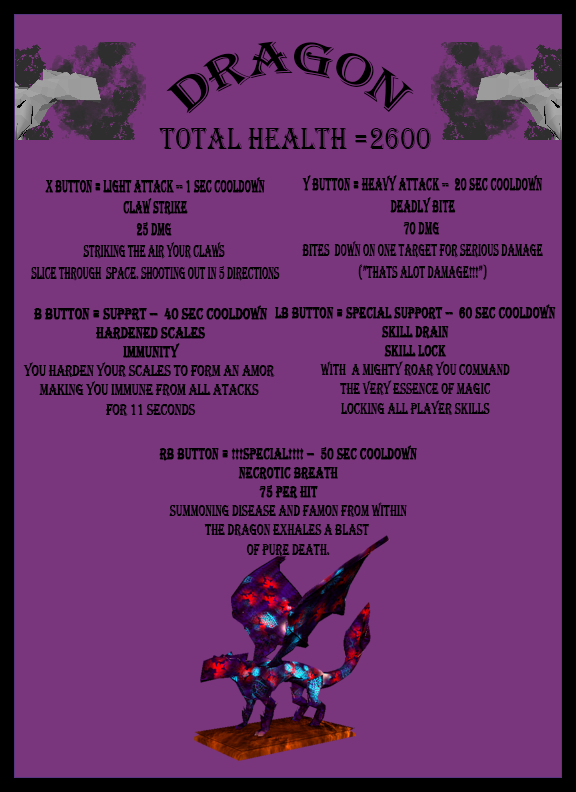 DRAGON
TOTAL HEALTH =2600
X BUTTON = LIGHT ATTACK -- 1 SEC COOLDOWN
CLAW STRIKE
25 DMG
STRIKING THE AIR YOUR CLAWS
SLICE THROUGH SPACE. SHOOTING OUT IN 5 DIRECTIONS
Y BUTTON = HEAVY ATTACK -- 20 SEC COOLDOWN
DEADLY BITE
70 DMG
BITES DOWN ON ONE TARGET FOR SERIOUS DAMAGE
("THATS ALOT DAMAGE!!!")
B BUTTON = SUPPRT -- 40 SEC COOLDOWN
HARDENED SCALES
IMMUNITY
YOU HARDEN YOUR SCALES TO FORM AN AMOR
MAKING YOU IMMUNE FROM ALL ATACKS
FOR 11 SECONDS
LB BUTTON = SPECIAL SUPPORT -- 60 SEC COOLDOWN
SKILL DRAIN
SKILL LOCK
WITH A MIGHTY ROAR YOU COMMAND
THE VERY ESSENCE OF MAGIC
LOCKING ALL PLAYER SKILLS
RB BUTTON = !!!SPECIAL!!!! -- 50 SEC COOLDOWN
NECROTIC BREATH
75 PER HIT
SUMMONING DISEASE AND FAMON FROM WITHIN
THE DRAGON EXHALES A BLAST
OF PURE DEATH.